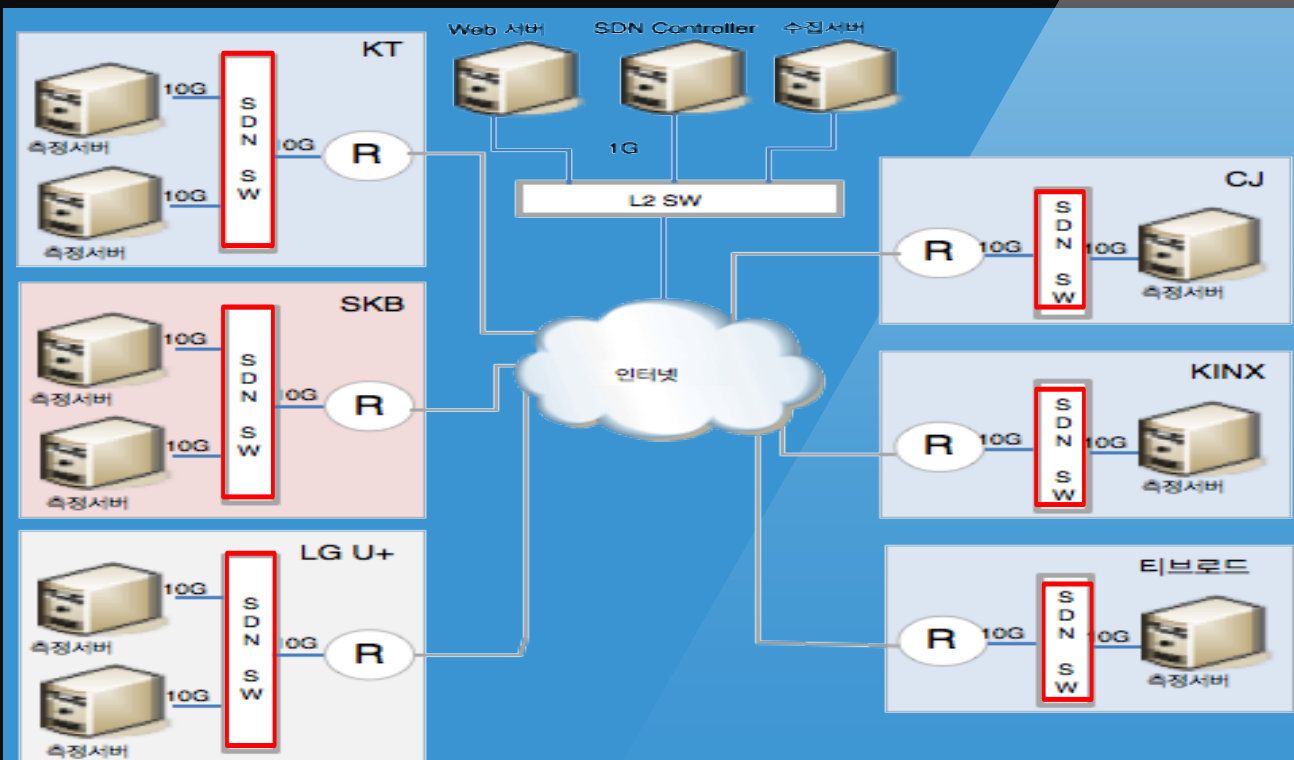 Web 서버
SDN Controller
수집서버
1G
L2 SW
인터넷
KT
10G
측정서버
10G
측정서버
SDN SW
10G
R
SKB
10G
측정서버
10G
측정서버
SDN SW
10G
R
LG U+
10G
측정서버
10G
측정서버
SDN SW
10G
R
CJ
R
10G
SDN SW
10G
측정서버
KINX
R
10G
SDN SW
10G
측정서버
티브로드
R
10G
SDN SW
10G
측정서버